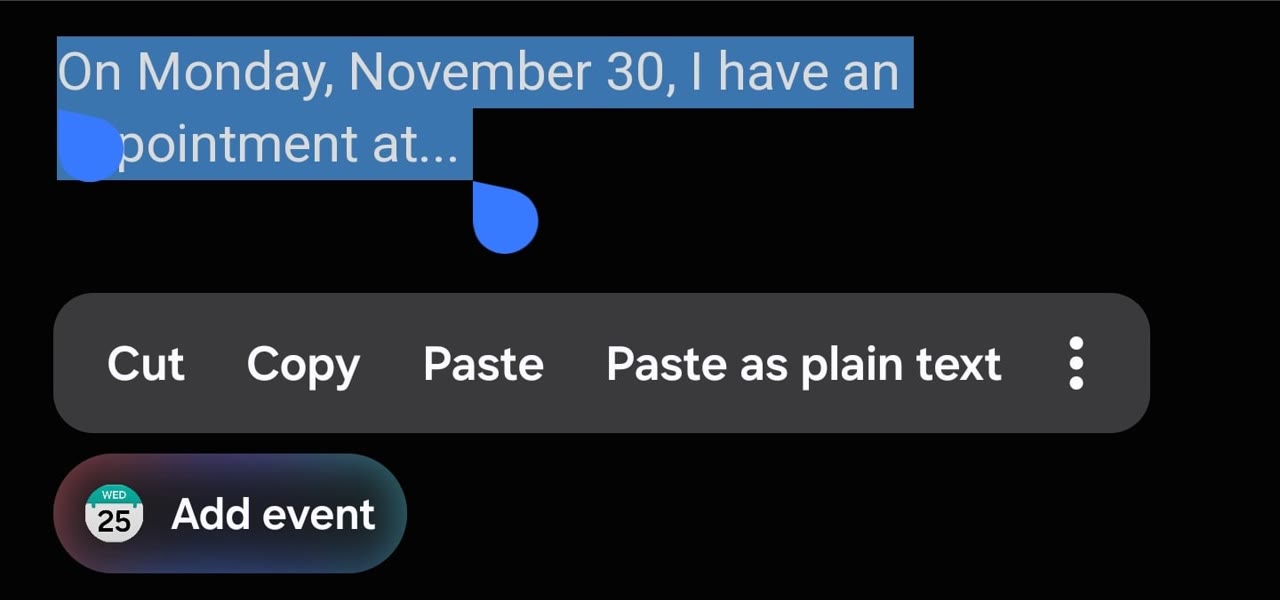 On Monday, November 30, I have an
pointment at...
Cut Copy Paste Paste as plain text
WED
25
Add event